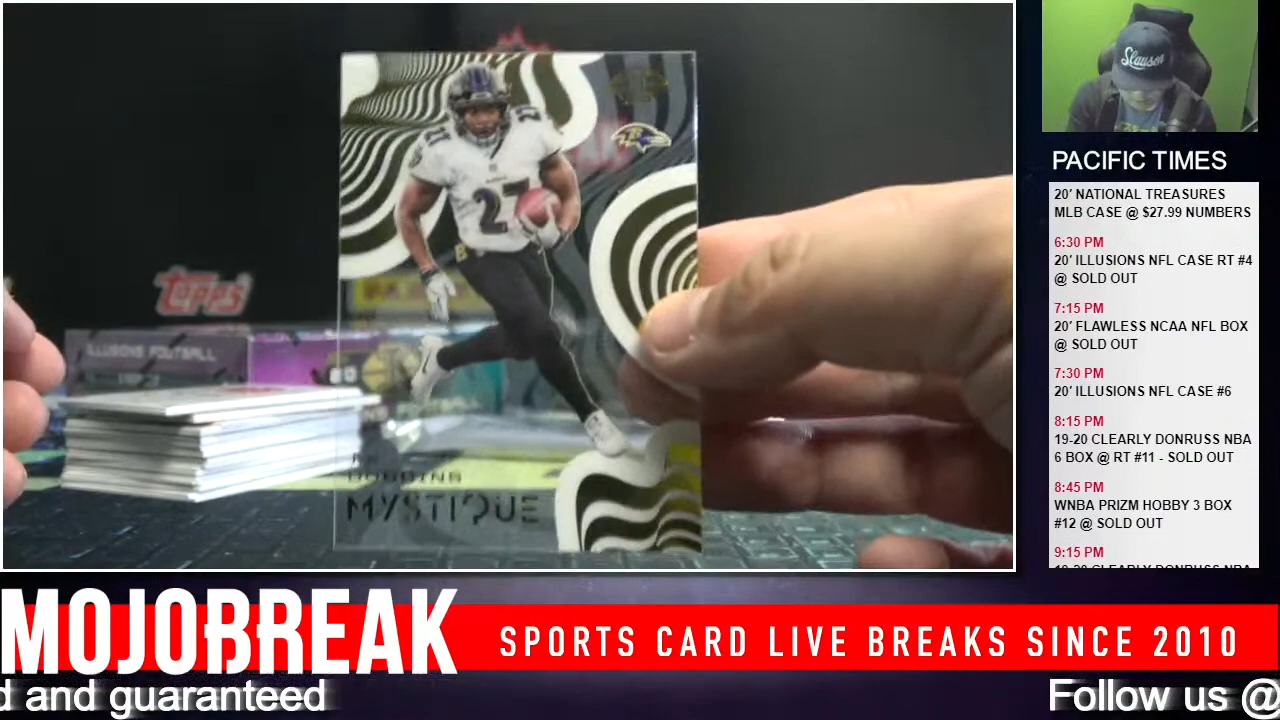 Slauson
PACIFIC TIMES
20' NATIONAL TREASURES
MLB CASE @ $27.99 NUMBERS
6:30 PM
20' ILLUSIONS NFL CASE RT #4
@ SOLD OUT
7:15 PM
20' FLAWLESS NCAA NFL BOX
@ SOLD OUT
7:30 PM
20' ILLUSIONS NFL CASE #6
8:15 PM
19-20 CLEARLY DONRUSS NBA
6 BOX @ RT #11 - SOLD OUT
8:45 PM
WNBA PRIZM HOBBY 3 BOX
#12 @ SOLD OUT
9:15 PM
27
27
topps
ILLUSIONS FOOTBALL
DOBBINS
MYSTIQUE
MOJOBREAK
SPORTS CARD LIVE BREAKS SINCE 2010
d and guaranteed
Follow us @